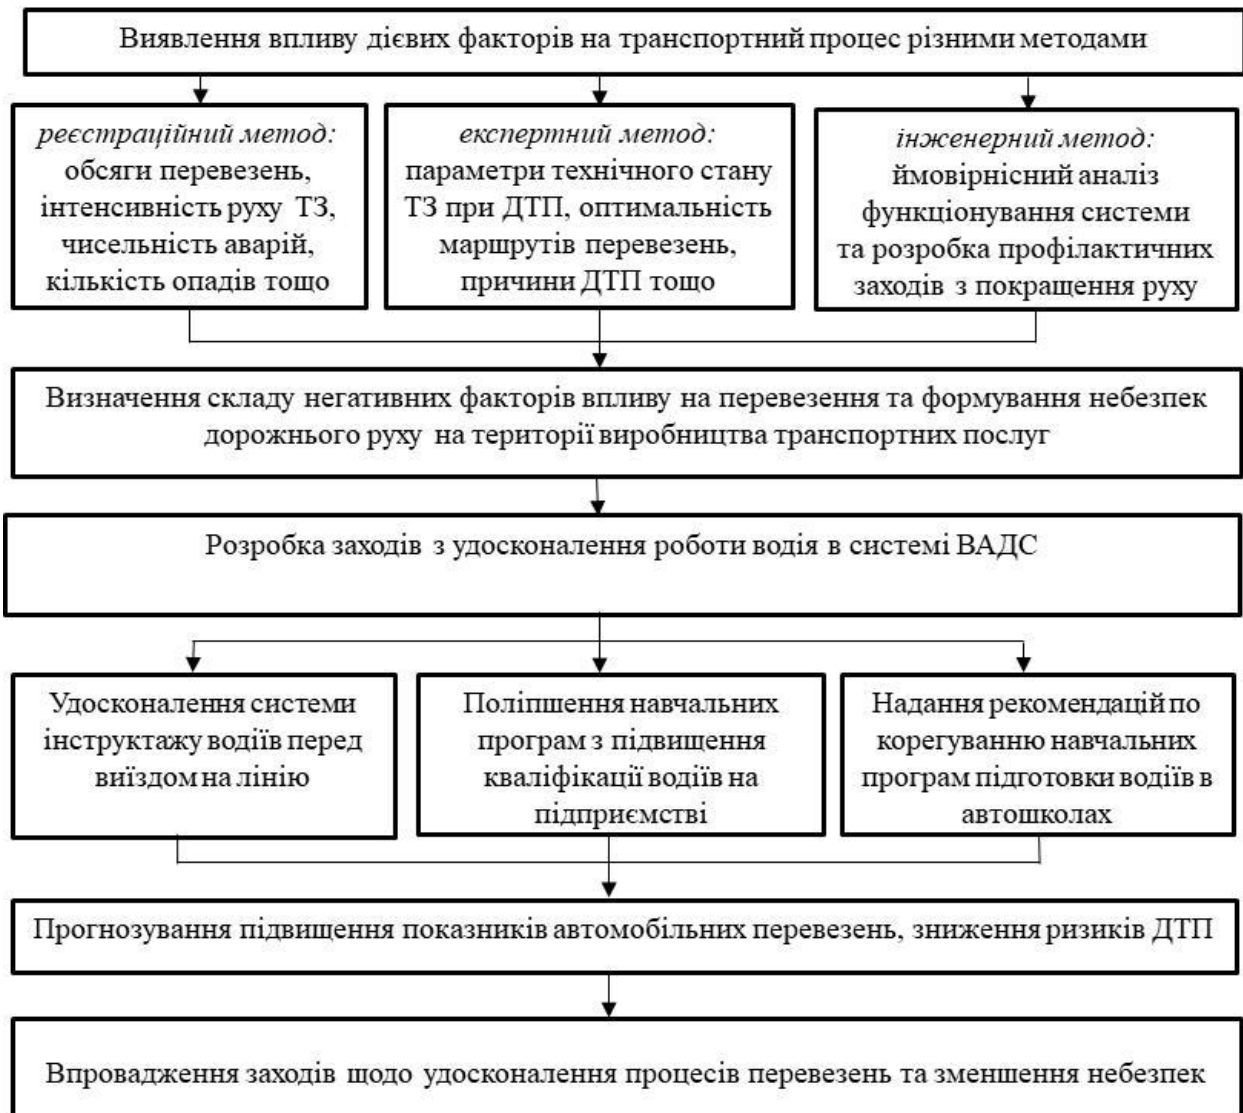 Виявлення впливу дієвих факторів на транспортний процес різними методами
реєстраційний метод:
обсяги перевезень,
інтенсивність руху ТЗ,
чисельність аварій,
кількість опадів тощо
експертний метод:
параметри технічного стану
ТЗ при ДТП, оптимальність
маршрутів перевезень,
причини ДТП тощо
інженерний метод:
ймовірнісний аналіз
функціонування системи
та розробка профілактичних
заходів з покращення руху
Визначення складу негативних факторів впливу на перевезення та формування небезпек
дорожнього руху на території виробництва транспортних послуг
Розробка заходів з удосконалення роботи водія в системі ВАДС
Удосконалення системи
інструктажу водіїв перед
виїздом на лінію
Поліпшення навчальних
програм з підвищення
кваліфікації водіїв на
підприємстві
Надання рекомендацій по
корегуванню навчальних
програм підготовки водіїв в
автошколах
Прогнозування підвищення показників автомобільних перевезень, зниження ризиків ДТП
Впровадження заходів щодо удосконалення процесів перевезень та зменшення небезпек